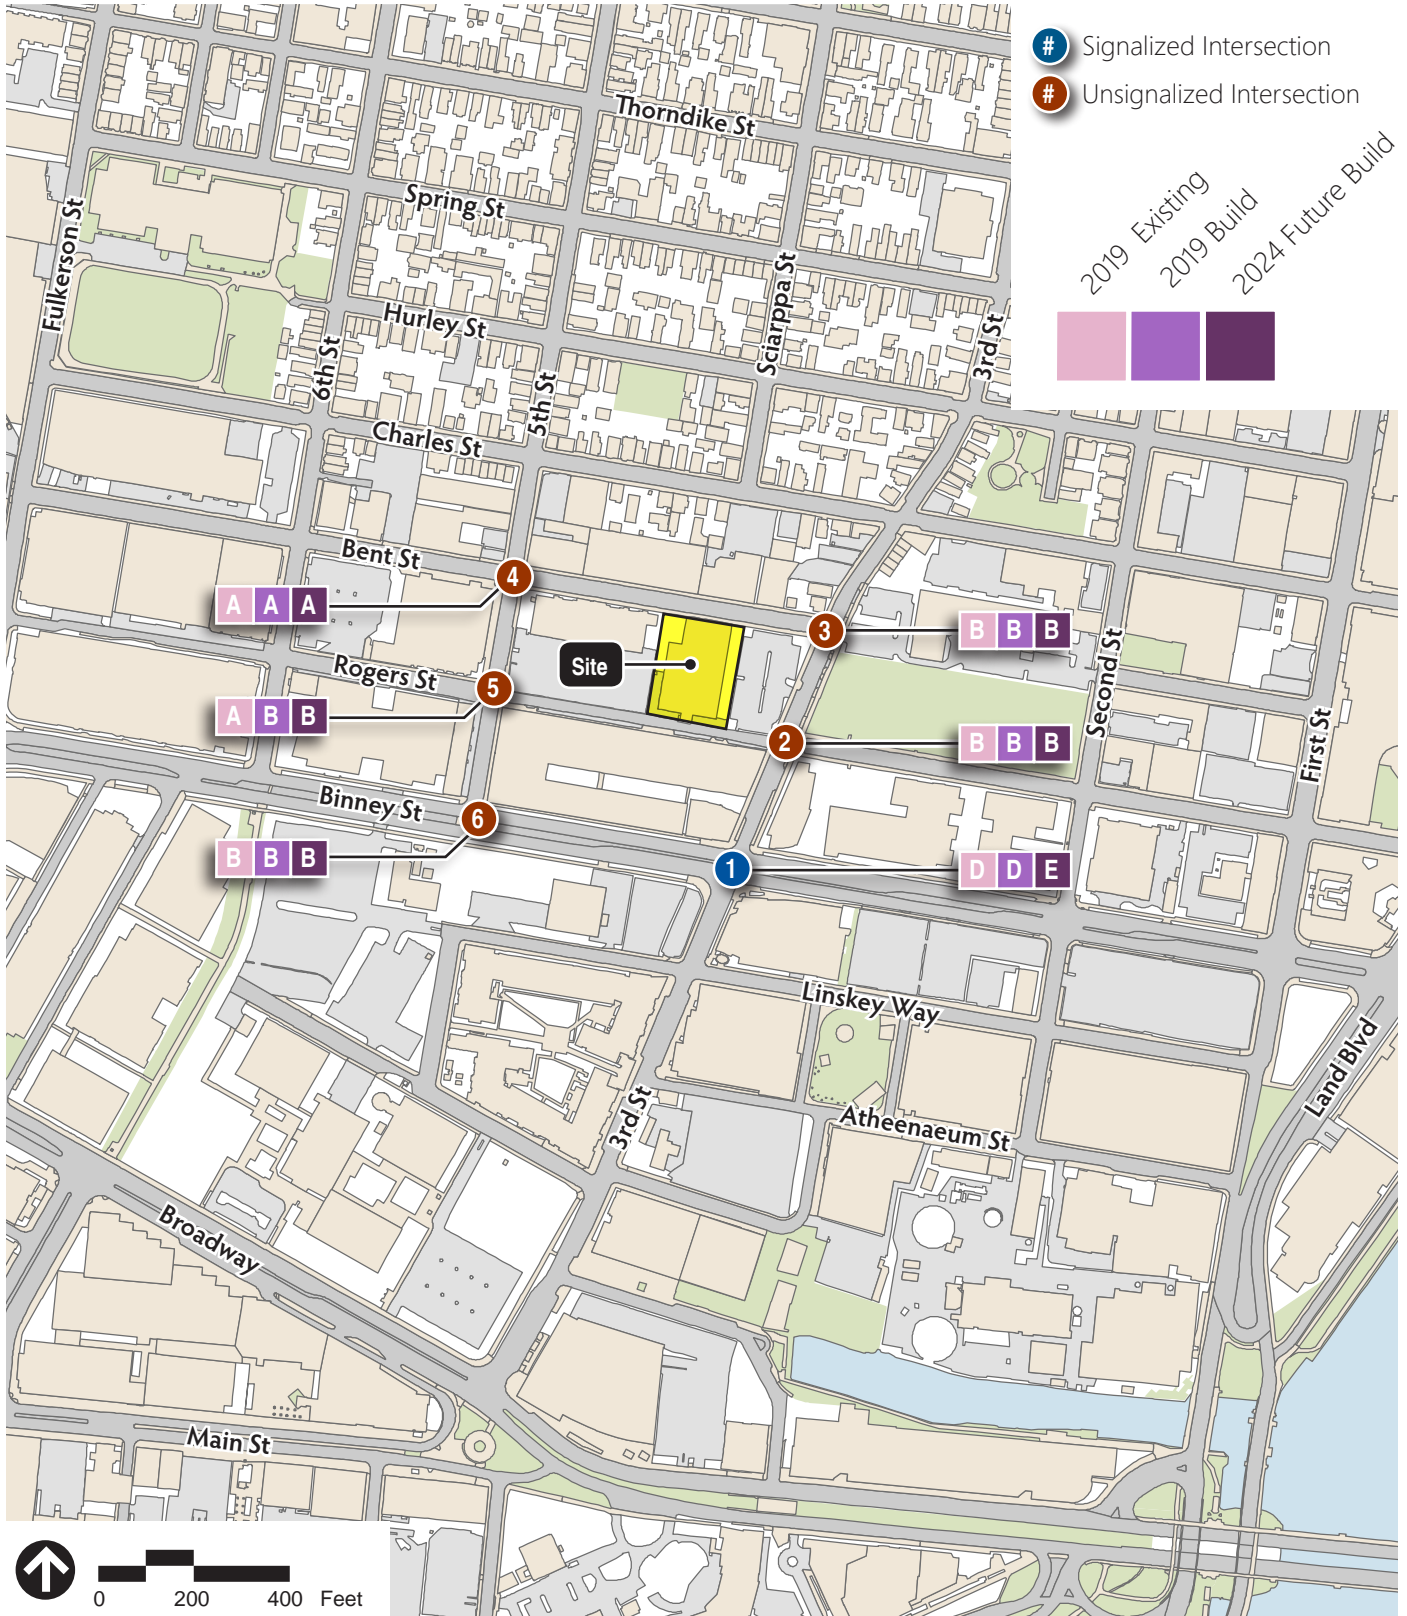 # Signalized Intersection
# Unsignalized Intersection
2019 Existing
2019 Build
2024 Future Build
Thorndike St
Spring St
Fulkerson St
Sciarppa St
Hurley St
3rd St
6th St
5th St
Charles St
Bent St
4
A A A
3
B B B
Site
Second St
Rogers St
5
A B B
2
B B B
First St
Binney St
6
B B B
1
D D E
Linskey Way
Land Blvd
3rd St
Atheenaeum St
Broadway
Main St
0 200 400 Feet